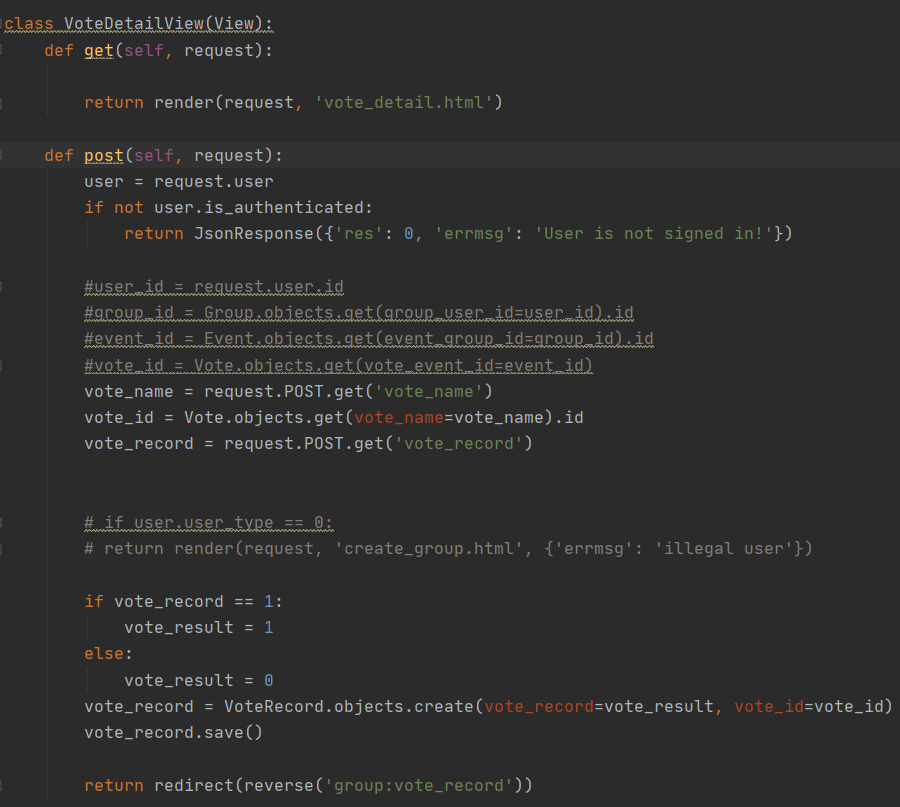 class VoteDetailView(View):
    def get(self, request):
        return render(request, 'vote_detail.html')
    def post(self, request):
        user = request.user
        if not user.is_authenticated:
            return JsonResponse({'res': 0, 'errmsg': 'User is not signed in!'})
        #user_id = request.user.id
        #group_id = Group.objects.get(group_user_id=user_id).id
        #event_id = Event.objects.get(event_group_id=group_id).id
        #vote_id = Vote.objects.get(vote_event_id=event_id)
        vote_name = request.POST.get('vote_name')
        vote_id = Vote.objects.get(vote_name=vote_name).id
        vote_record = request.POST.get('vote_record')
        # if user.user_type == 0:
        # return render(request, 'create_group.html', {'errmsg': 'illegal user'})
        if vote_record == 1:
            vote_result = 1
        else:
            vote_result = 0
        vote_record = VoteRecord.objects.create(vote_record=vote_result, vote_id=vote_id)
        vote_record.save()
        return redirect(reverse('group:vote_record'))